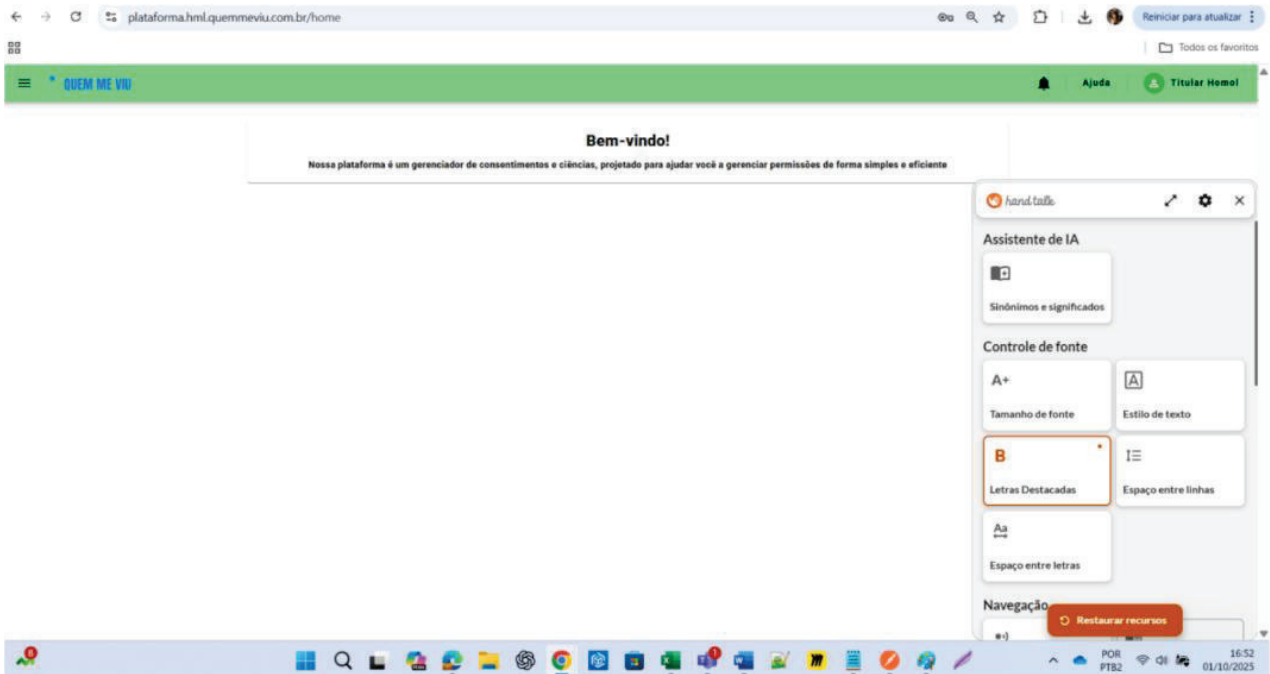 plataforma.hml.quemmeviu.com.br/home
Reiniciar para atualizar
Todos os favoritos
QUEM ME VIU
Ajuda
Titular Homol
Bem-vindo!
Nossa plataforma é um gerenciador de consentimentos e ciências, projetado para ajudar você a gerenciar permissões de forma simples e eficiente
hand talk
Assistente de IA
Sinônimos e significados
Controle de fonte
A+
A
Tamanho de fonte
Estilo de texto
B
Letras Destacadas
Espaço entre linhas
Aa
Espaço entre letras
Navegação
Restaurar recursos
POR
PTB2
16:52
01/10/2025